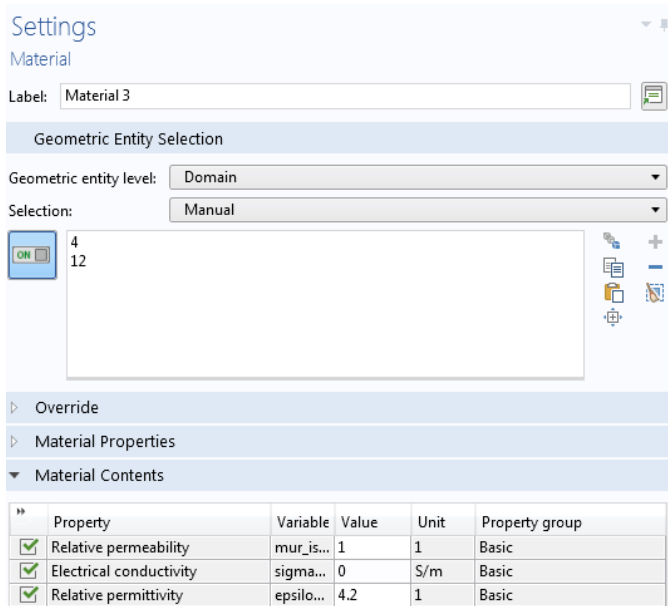 Settings
Material
Label: Material 3
Geometric Entity Selection
Geometric entity level: Domain
Selection: Manual
ON
4
12
Override
Material Properties
Material Contents
Property Variable Value Unit Property group
Relative permeability mur_is... 1 1 Basic
Electrical conductivity sigma... 0 S/m Basic
Relative permittivity epsilo... 4.2 1 Basic